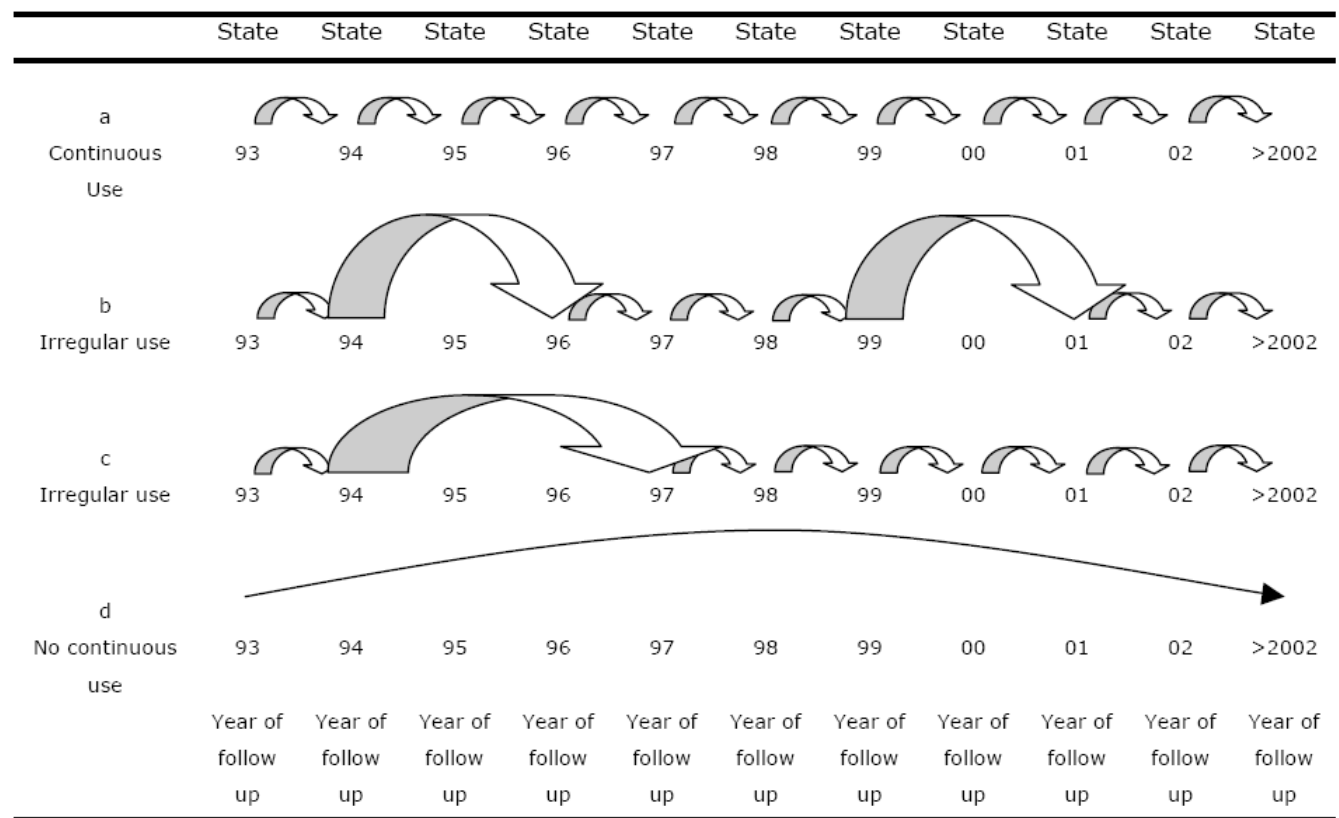 State State State State State State State State State State State
a
Continuous 93 94 95 96 97 98 99 00 01 02 >2002
Use
b
Irregular use 93 94 95 96 97 98 99 00 01 02 >2002
c
Irregular use 93 94 95 96 97 98 99 00 01 02 >2002
d
No continuous 93 94 95 96 97 98 99 00 01 02 >2002
use
Year of Year of Year of Year of Year of Year of Year of Year of Year of Year of Year of
follow follow follow follow follow follow follow follow follow follow follow
up up up up up up up up up up up